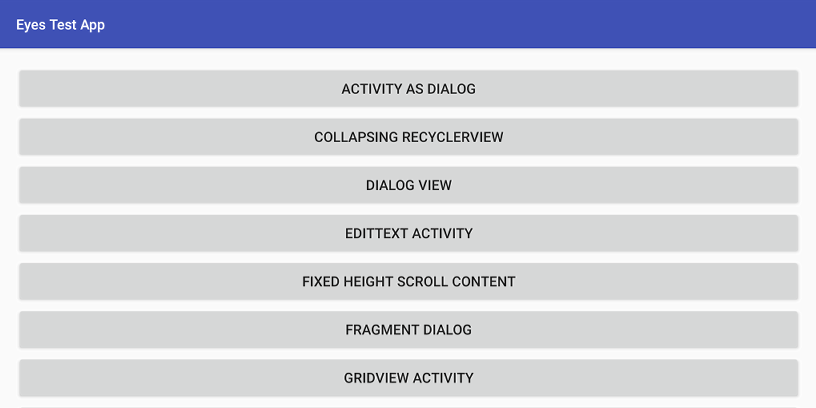 Eyes Test App
ACTIVITY AS DIALOG
COLLAPSING RECYCLERVIEW
DIALOG VIEW
EDITTEXT ACTIVITY
FIXED HEIGHT SCROLL CONTENT
FRAGMENT DIALOG
GRIDVIEW ACTIVITY